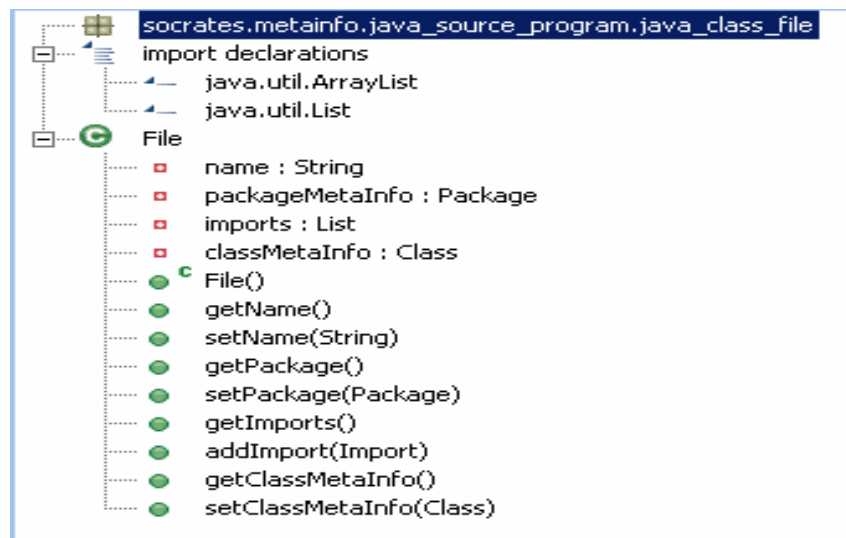 socrates.metainfo.java_source_program.java_class_file
import declarations
java.util.ArrayList
java.util.List
C File
name : String
packageMetaInfo : Package
imports : List
classMetaInfo : Class
C File()
getName()
setName(String)
getPackage()
setPackage(Package)
getImports()
addImport(Import)
getClassMetaInfo()
setClassMetaInfo(Class)